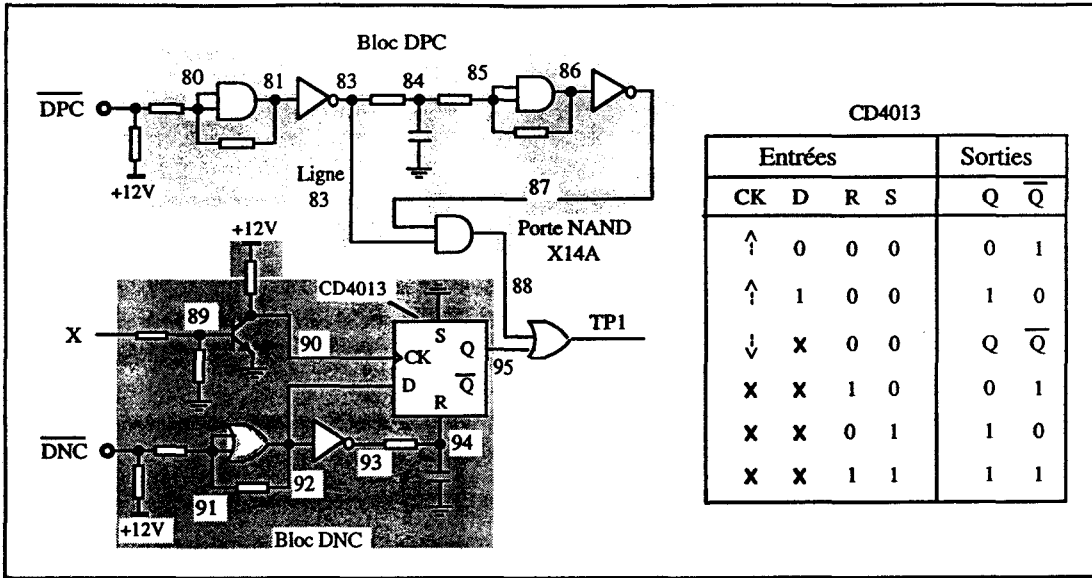 Bloc DPC
80
81
83
84
85
86
DPC
+12V
Ligne
83
87
Porte NAND
X14A
88
+12V
CD4013
X
89
90
S
CK
Q
D
Q
R
95
TP1
DNC
91
92
93
94
+12V
Bloc DNC
CD4013
Entrées Sorties
CK D R S Q Q
↑ 0 0 0 0 1
↑ 1 0 0 1 0
↓ X 0 0 Q Q
X X 1 0 0 1
X X 0 1 1 0
X X 1 1 1 1